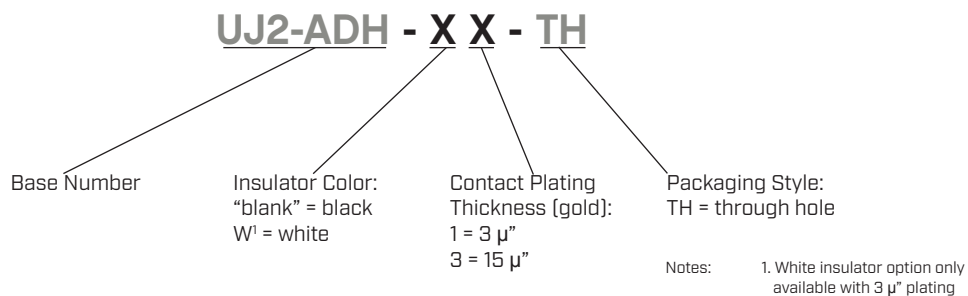 UJ2-ADH - X X - TH
Base Number
Insulator Color:
“blank” = black
W¹ = white
Contact Plating
Thickness (gold):
1 = 3 µ”
3 = 15 µ”
Packaging Style:
TH = through hole
Notes: 1. White insulator option only
available with 3 µ” plating